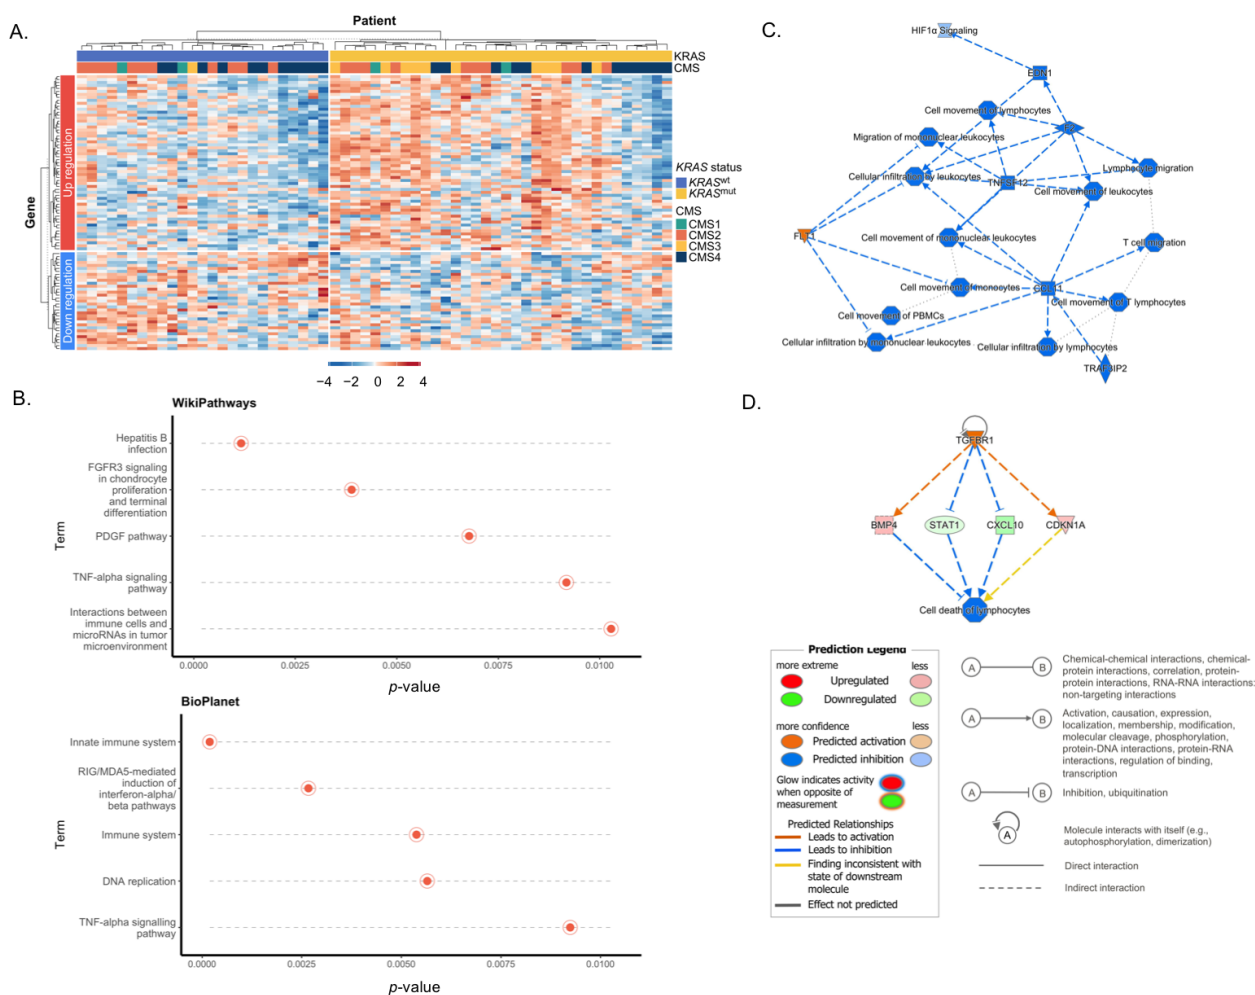 A.
Patient
KRAS
CMS
Gene
Up regulation
Down regulation
KRAS status
KRASwt
KRASmut
CMS
CMS1
CMS2
CMS3
CMS4
−4 −2 0 2 4
B.
WikiPathways
Term
Hepatitis B
infection
FGFR3 signaling
in chondrocyte
proliferation
and terminal
differentiation
PDGF pathway
TNF-alpha signaling
pathway
Interactions between
immune cells and
microRNAs in tumor
microenvironment
0.0000 0.0025 0.0050 0.0075 0.0100
p-value
BioPlanet
Term
Innate immune system
RIG/MDA5-mediated
induction of
interferon-alpha/
beta pathways
Immune system
DNA replication
TNF-alpha signalling
pathway
0.0000 0.0025 0.0050 0.0075 0.0100
p-value
C.
HIF1α Signaling
EDN1
Cell movement of lymphocytes
Migration of mononuclear leukocytes
Lymphocyte migration
Cellular infiltration by leukocytes
TNFSF12
Cell movement of leukocytes
Cell movement of mononuclear leukocytes
T cell migration
Cell movement of monocytes
Cell movement of T lymphocytes
Cell movement of PBMCs
Cellular infiltration by mononuclear leukocytes
Cellular infiltration by lymphocytes
TRAF3IP2
D.
TGFBR1
BMP4
STAT1
CXCL10
CDKN1A
Cell death of lymphocytes
Prediction Legend
more extreme less
Upregulated
Downregulated
more confidence less
Predicted activation
Predicted inhibition
Glow indicates activity
when opposite of
measurement
Predicted Relationships
Leads to activation
Leads to inhibition
Finding inconsistent with
state of downstream
molecule
Effect not predicted
A B
Chemical-chemical interactions, chemical-
protein interactions, correlation, protein-
protein interactions, RNA-RNA interactions:
non-targeting interactions
A B
Activation, causation, expression,
localization, membership, modification,
molecular cleavage, phosphorylation,
protein-DNA interactions, protein-RNA
interactions, regulation of binding,
transcription
A B
Inhibition, ubiquitination
A
Molecule interacts with itself (e.g.,
autophosphorylation, dimerization)
Direct interaction
Indirect interaction